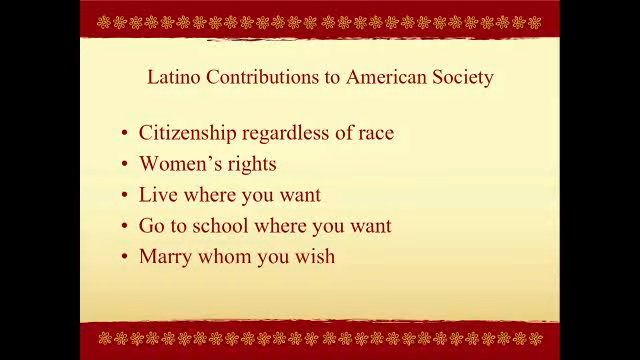 Latino Contributions to American Society
• Citizenship regardless of race
• Women’s rights
• Live where you want
• Go to school where you want
• Marry whom you wish